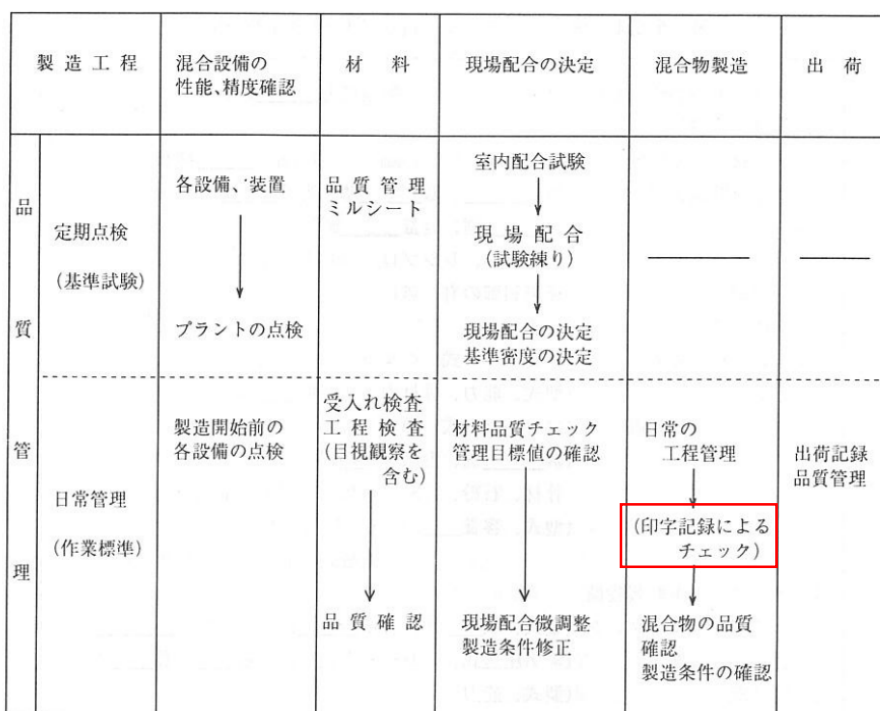 製造工程
混合設備の
性能、精度確認
材料
現場配合の決定
混合物製造
出荷
品質管理
定期点検
(基準試験)
各設備、装置
プラントの点検
品質管理
ミルシート
室内配合試験
現場配合
(試験練り)
現場配合の決定
基準密度の決定
日常管理
(作業標準)
製造開始前の
各設備の点検
受入れ検査
工程検査
(目視観察を
含む)
品質確認
材料品質チェック
管理目標値の確認
現場配合微調整
製造条件修正
日常の
工程管理
(印字記録による
チェック)
混合物の品質
確認
製造条件の確認
出荷記録
品質管理